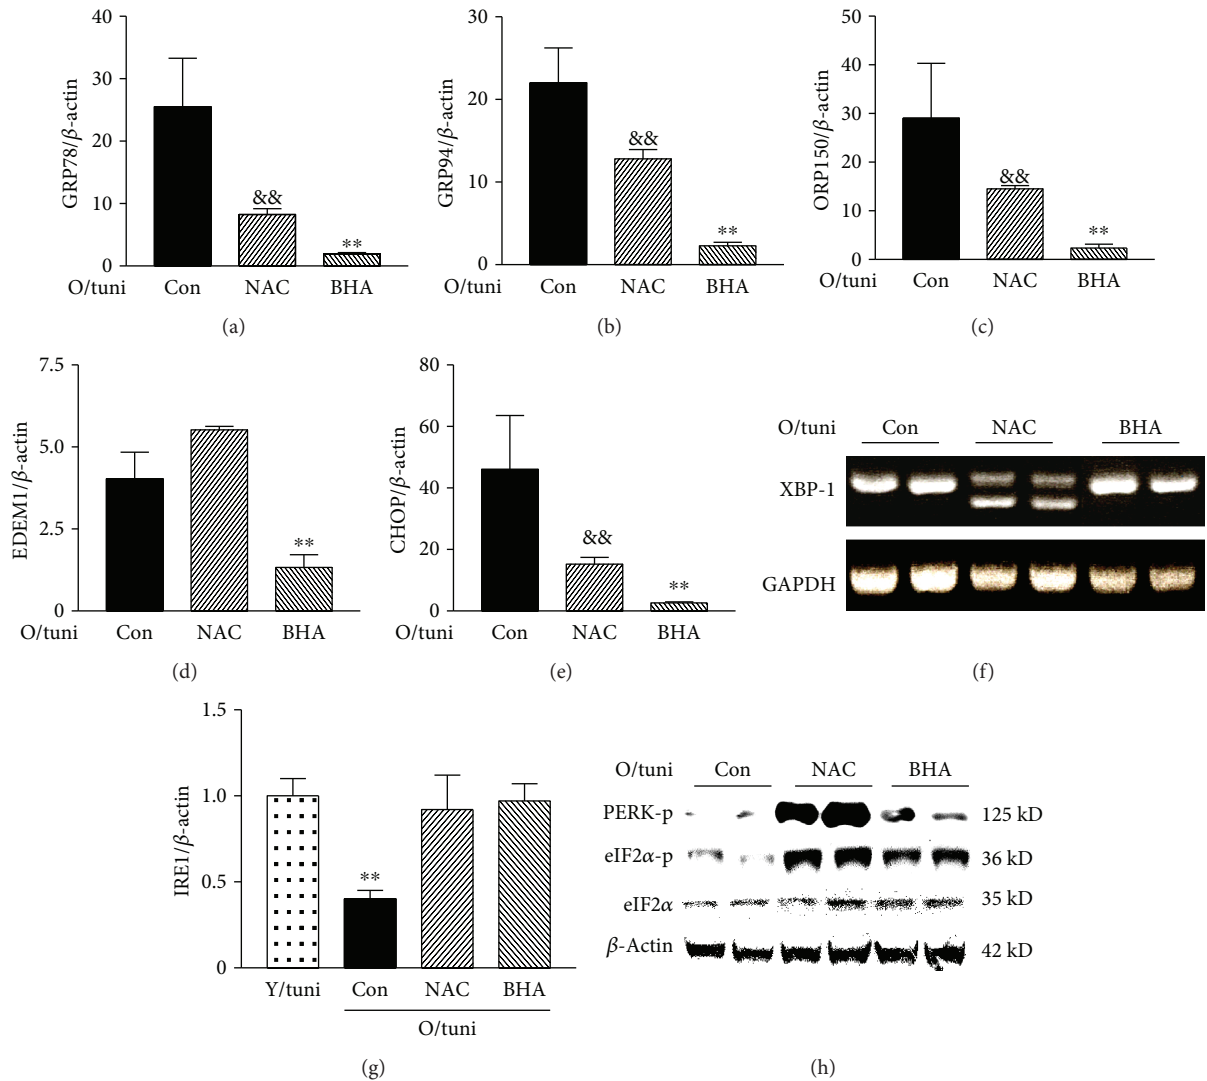 GRP78/β-actin
40
30
20
10
0
&&
**
O/tuni Con NAC BHA
(a)
GRP94/β-actin
30
20
10
0
&&
**
O/tuni Con NAC BHA
(b)
ORP150/β-actin
50
40
30
20
10
0
&&
**
O/tuni Con NAC BHA
(c)
EDEM1/β-actin
7.5
5.0
2.5
0
**
O/tuni Con NAC BHA
(d)
CHOP/β-actin
80
60
40
20
0
&&
**
O/tuni Con NAC BHA
(e)
O/tuni Con NAC BHA
XBP-1
GAPDH
(f)
IRE1/β-actin
1.5
1.0
0.5
0
**
Y/tuni Con NAC BHA
O/tuni
(g)
O/tuni Con NAC BHA
PERK-p 125 kD
eIF2α-p 36 kD
eIF2α 35 kD
β-Actin 42 kD
(h)